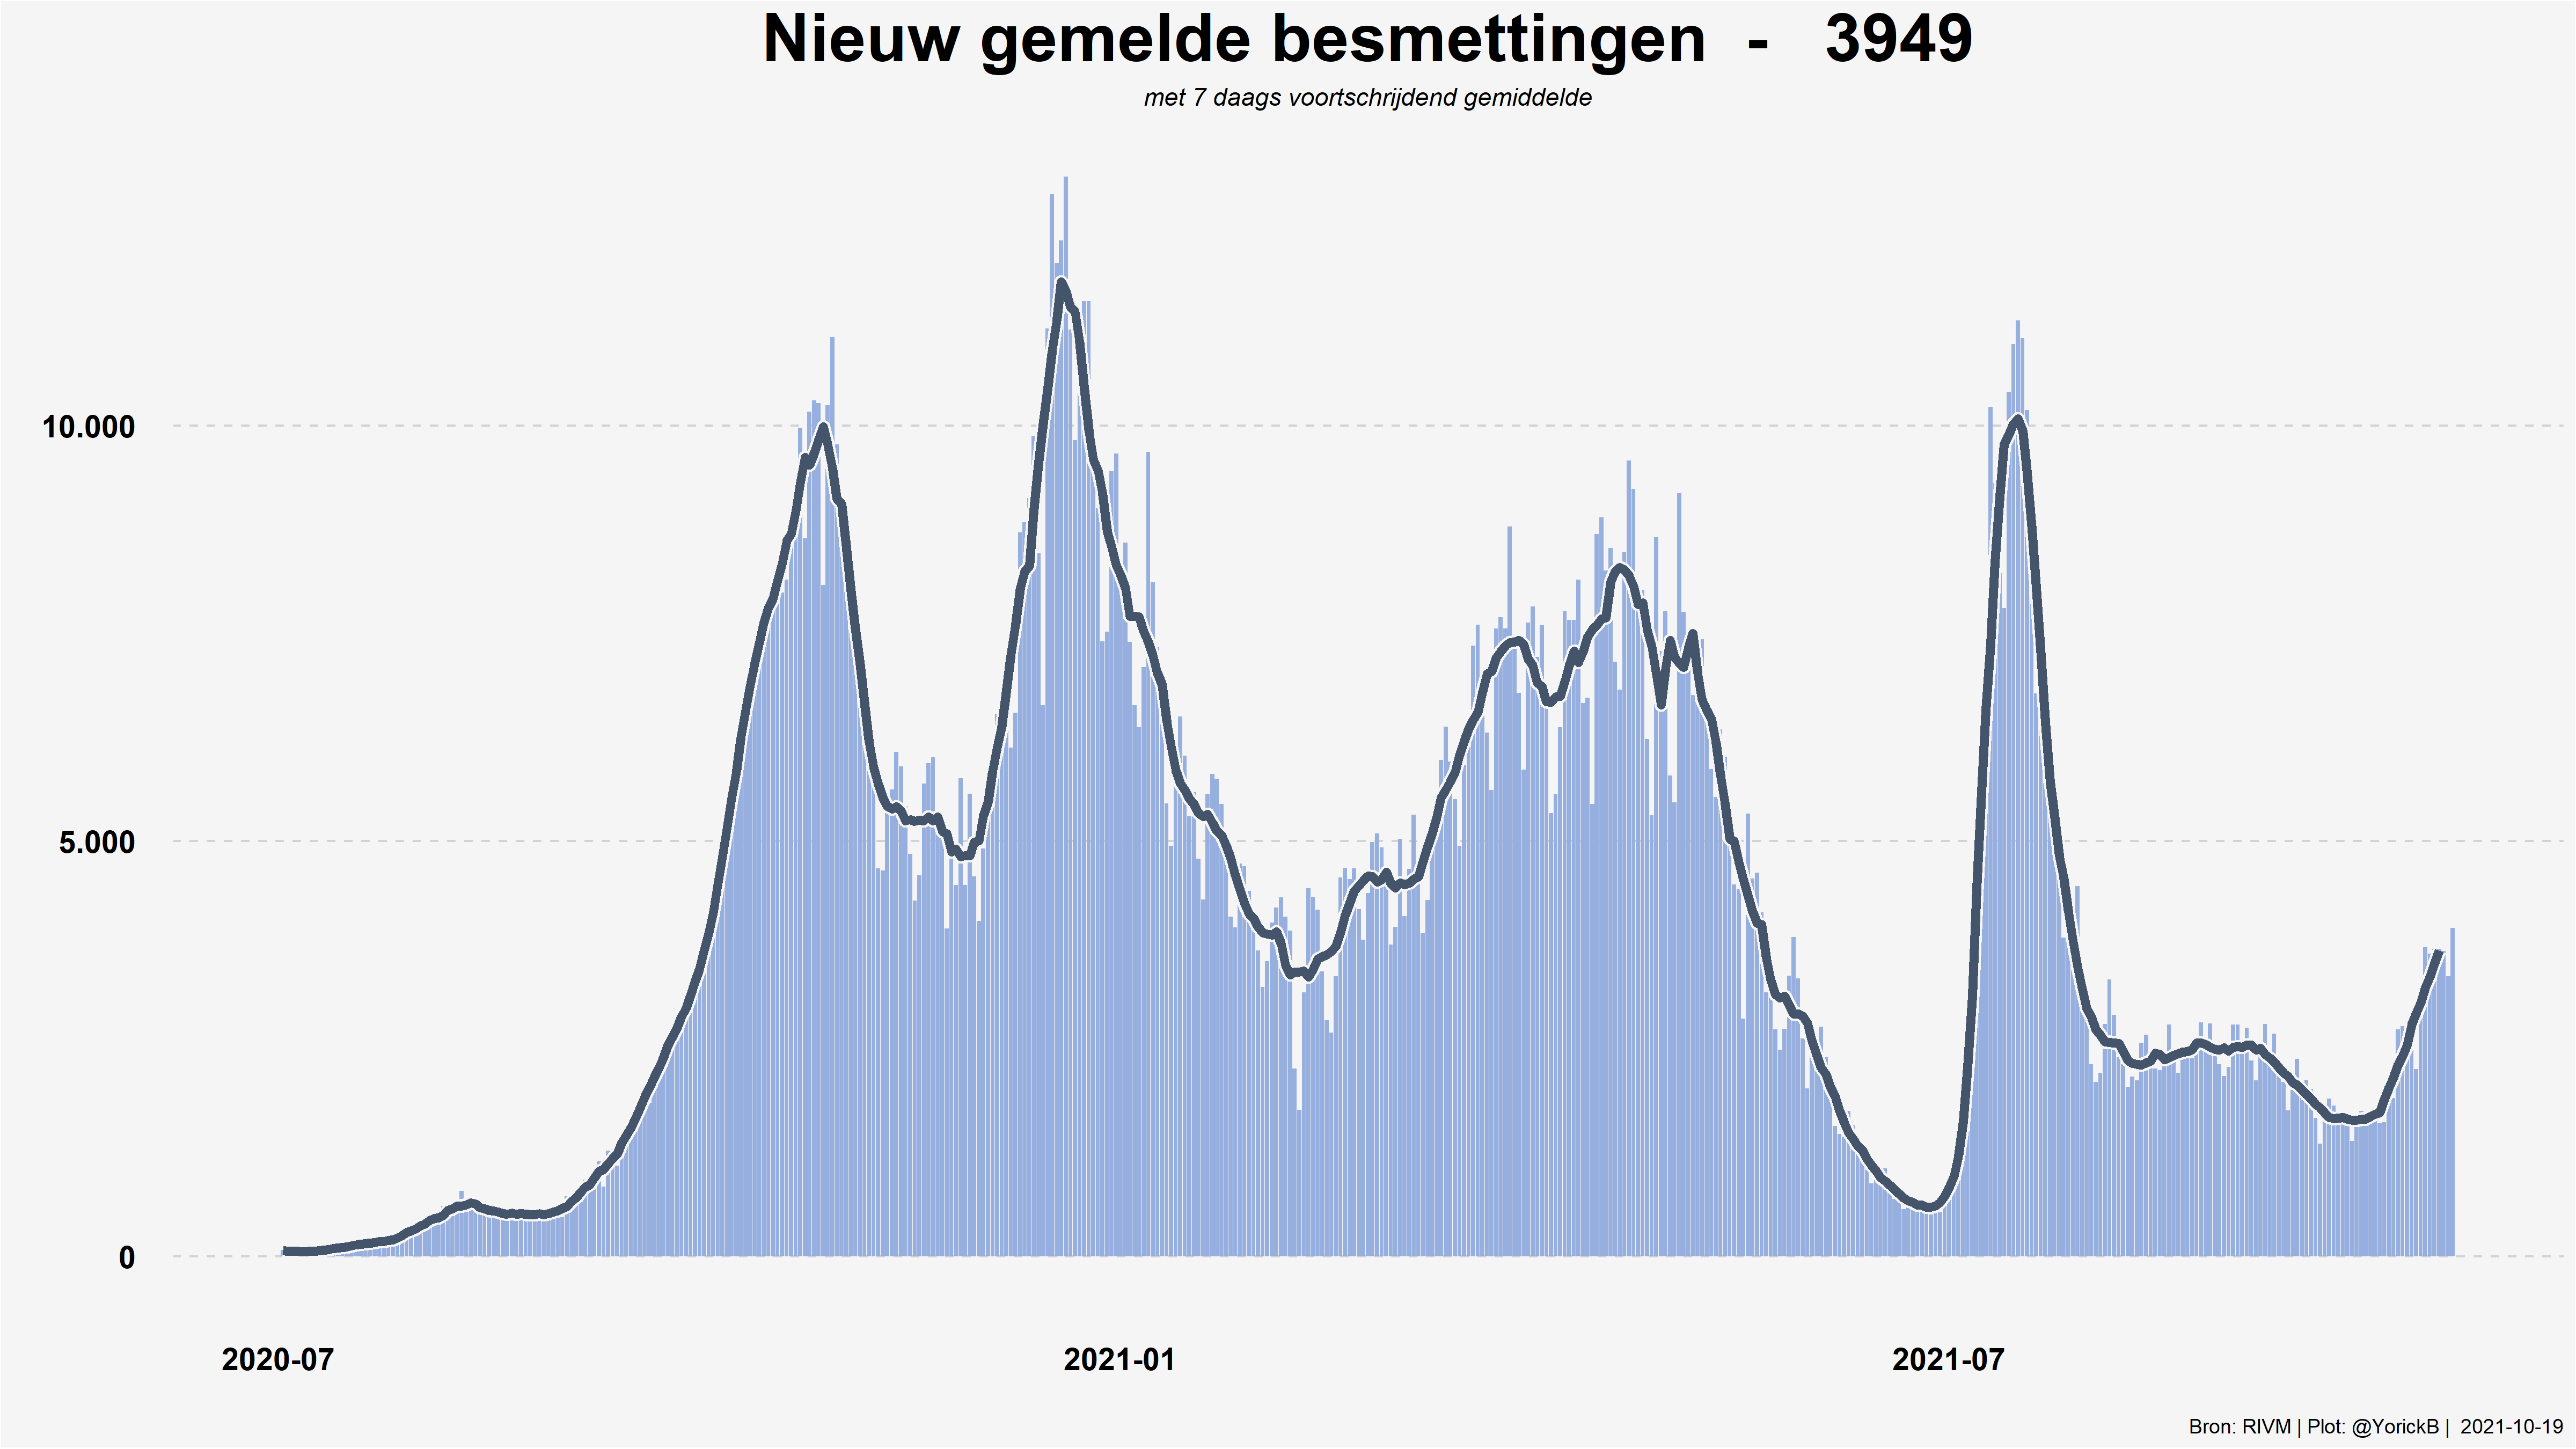 Nieuw gemelde besmettingen - 3949
met 7 daags voortschrijdend gemiddelde
10.000
5.000
0
2020-07 2021-01 2021-07
Bron: RIVM | Plot: @YorickB | 2021-10-19